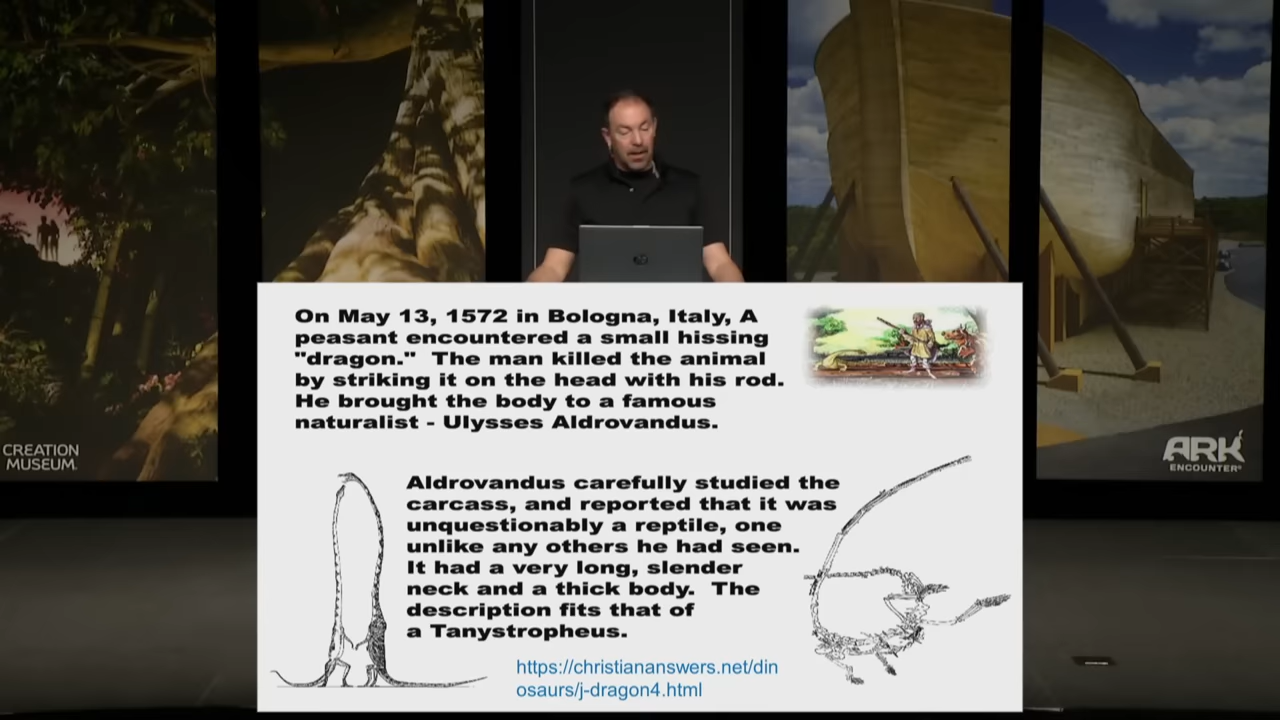 On May 13, 1572 in Bologna, Italy, A
peasant encountered a small hissing
"dragon." The man killed the animal
by striking it on the head with his rod.
He brought the body to a famous
naturalist - Ulysses Aldrovandus.
CREATION
MUSEUM
ARK
ENCOUNTER
Aldrovandus carefully studied the
carcass, and reported that it was
unquestionably a reptile, one
unlike any others he had seen.
It had a very long, slender
neck and a thick body. The
description fits that of
a Tanystropheus.
https://christiananswers.net/din
osaurs/j-dragon4.html